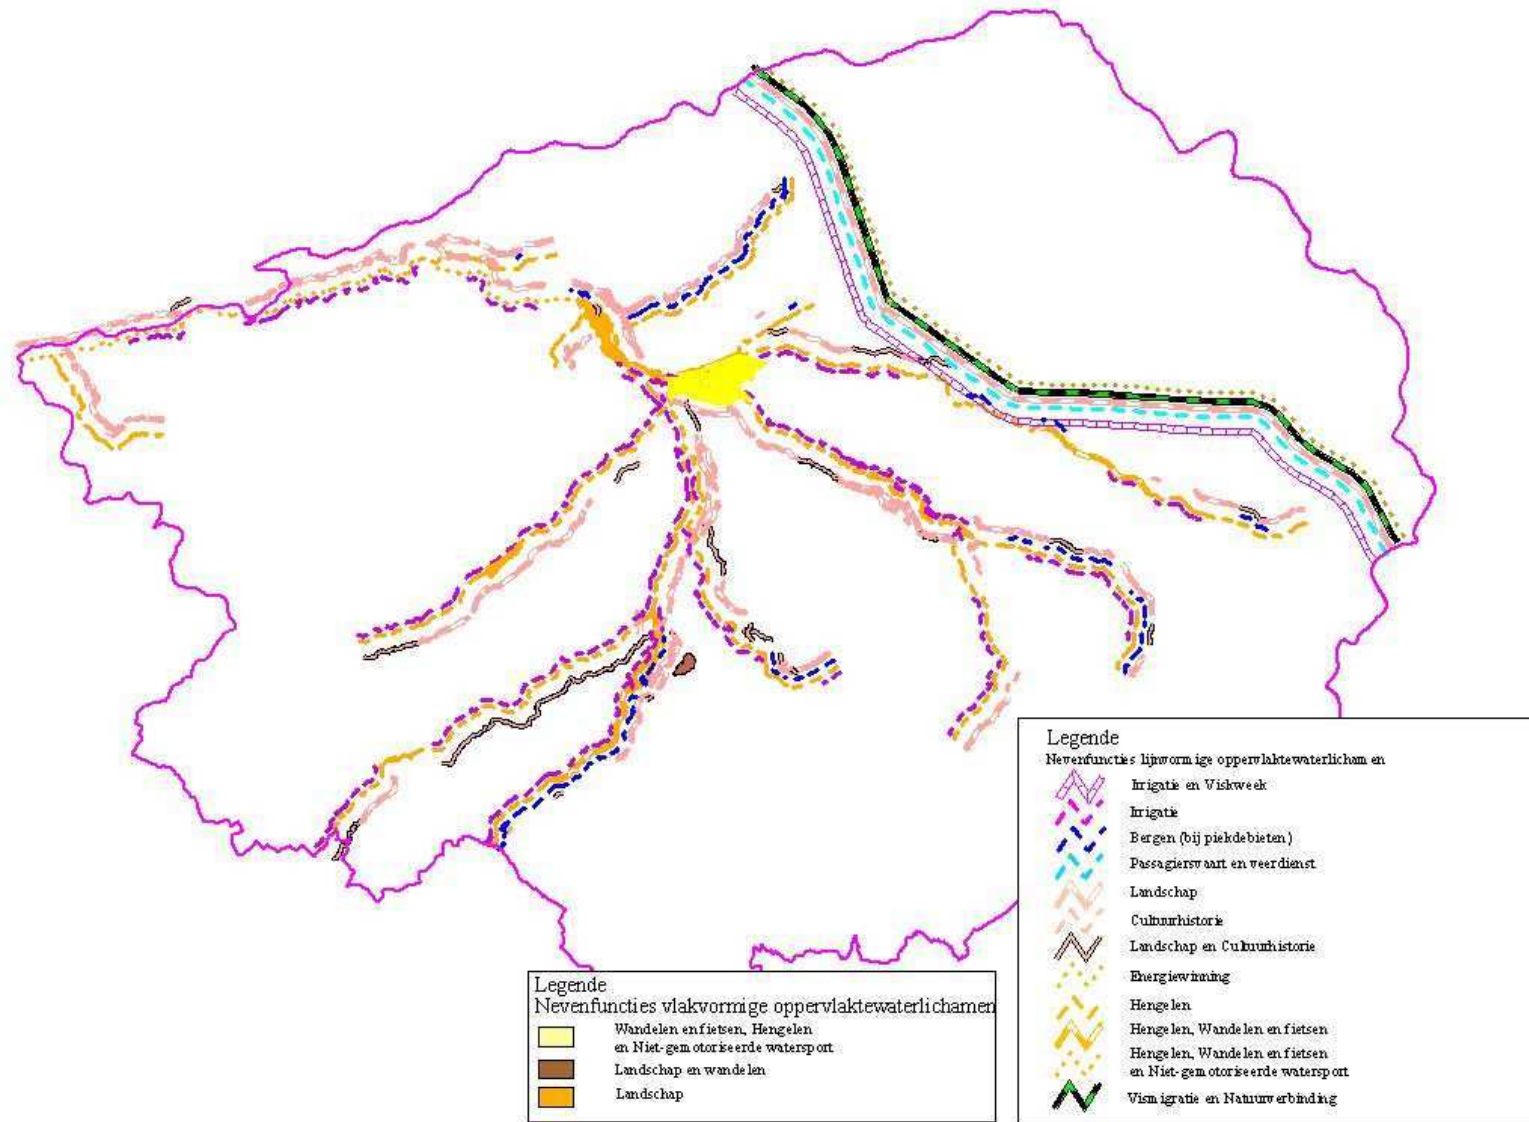 Legende
Nevenfuncties lijnvormige oppervlaktewaterlichamen
Irrigatie en Viskweek
Irrigatie
Bergen (bij piekdebieten)
Passagiersvaart en veerdienst
Landschap
Cultuurhistorie
Landschap en Cultuurhistorie
Energiewinning
Hengelen
Hengelen, Wandelen en fietsen
Hengelen, Wandelen en fietsen
en Niet-gemotoriseerde watersport
Vismigratie en Natuurverbinding
Legende
Nevenfuncties vlakvormige oppervlaktewaterlichamen
Wandelen en fietsen, Hengelen
en Niet-gemotoriseerde watersport
Landschap en wandelen
Landschap